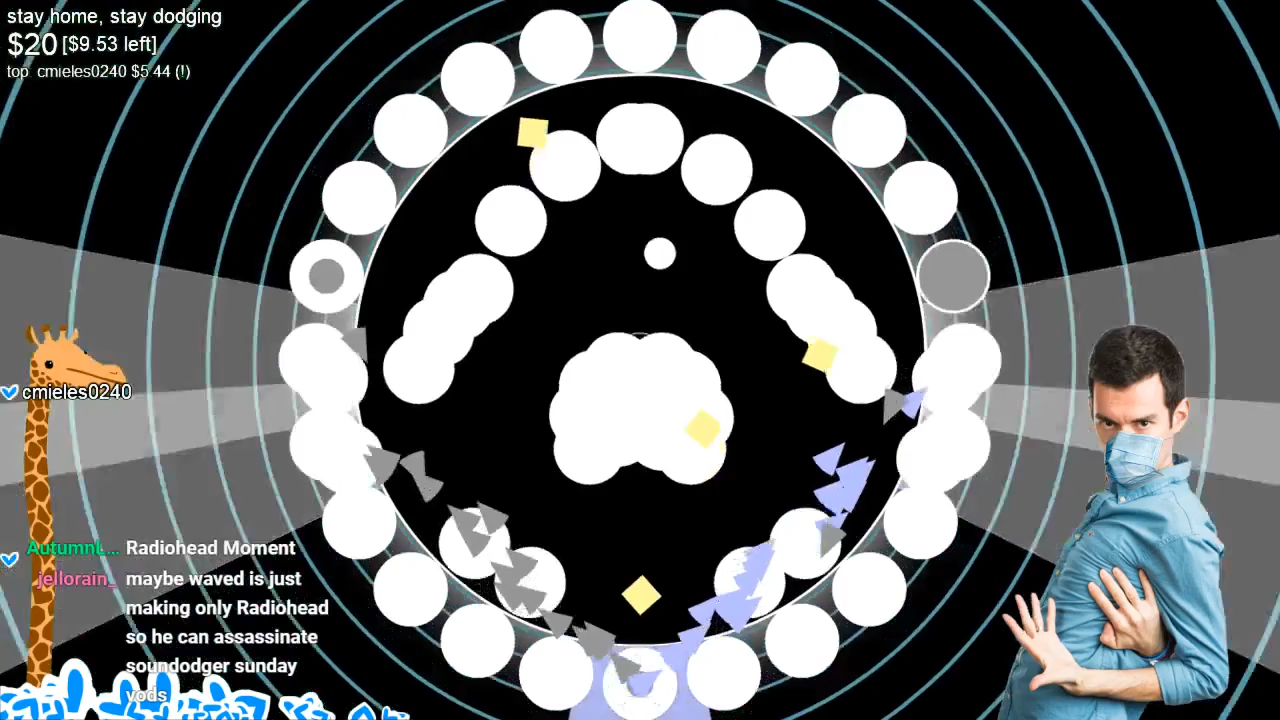 stay home, stay dodging
$20 [$9.53 left]
top: cmieles0240 $5.44 (!)
cmieles0240
AutumnL... Radiohead Moment
jellorain_ maybe waved is just
making only Radiohead
so he can assassinate
soundodger sunday
vods